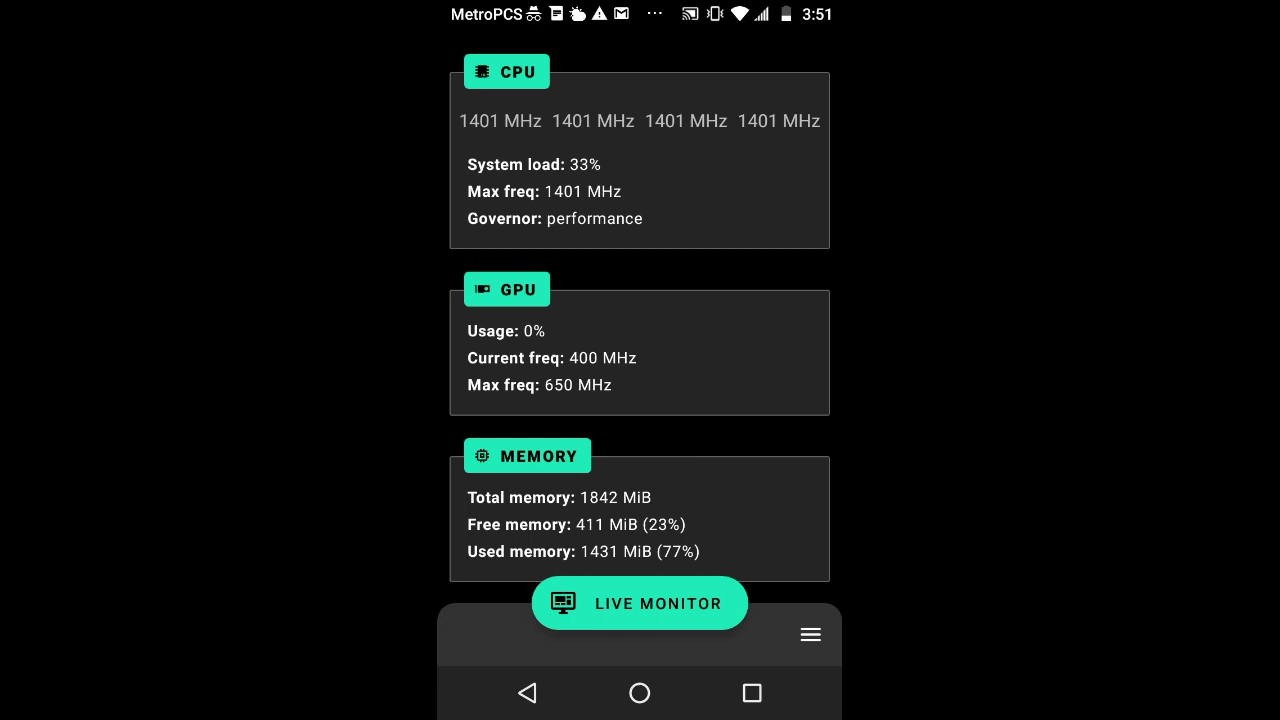 MetroPCS ... 3:51
CPU
1401 MHz 1401 MHz 1401 MHz 1401 MHz
System load: 33%
Max freq: 1401 MHz
Governor: performance
GPU
Usage: 0%
Current freq: 400 MHz
Max freq: 650 MHz
MEMORY
Total memory: 1842 MiB
Free memory: 411 MiB (23%)
Used memory: 1431 MiB (77%)
LIVE MONITOR